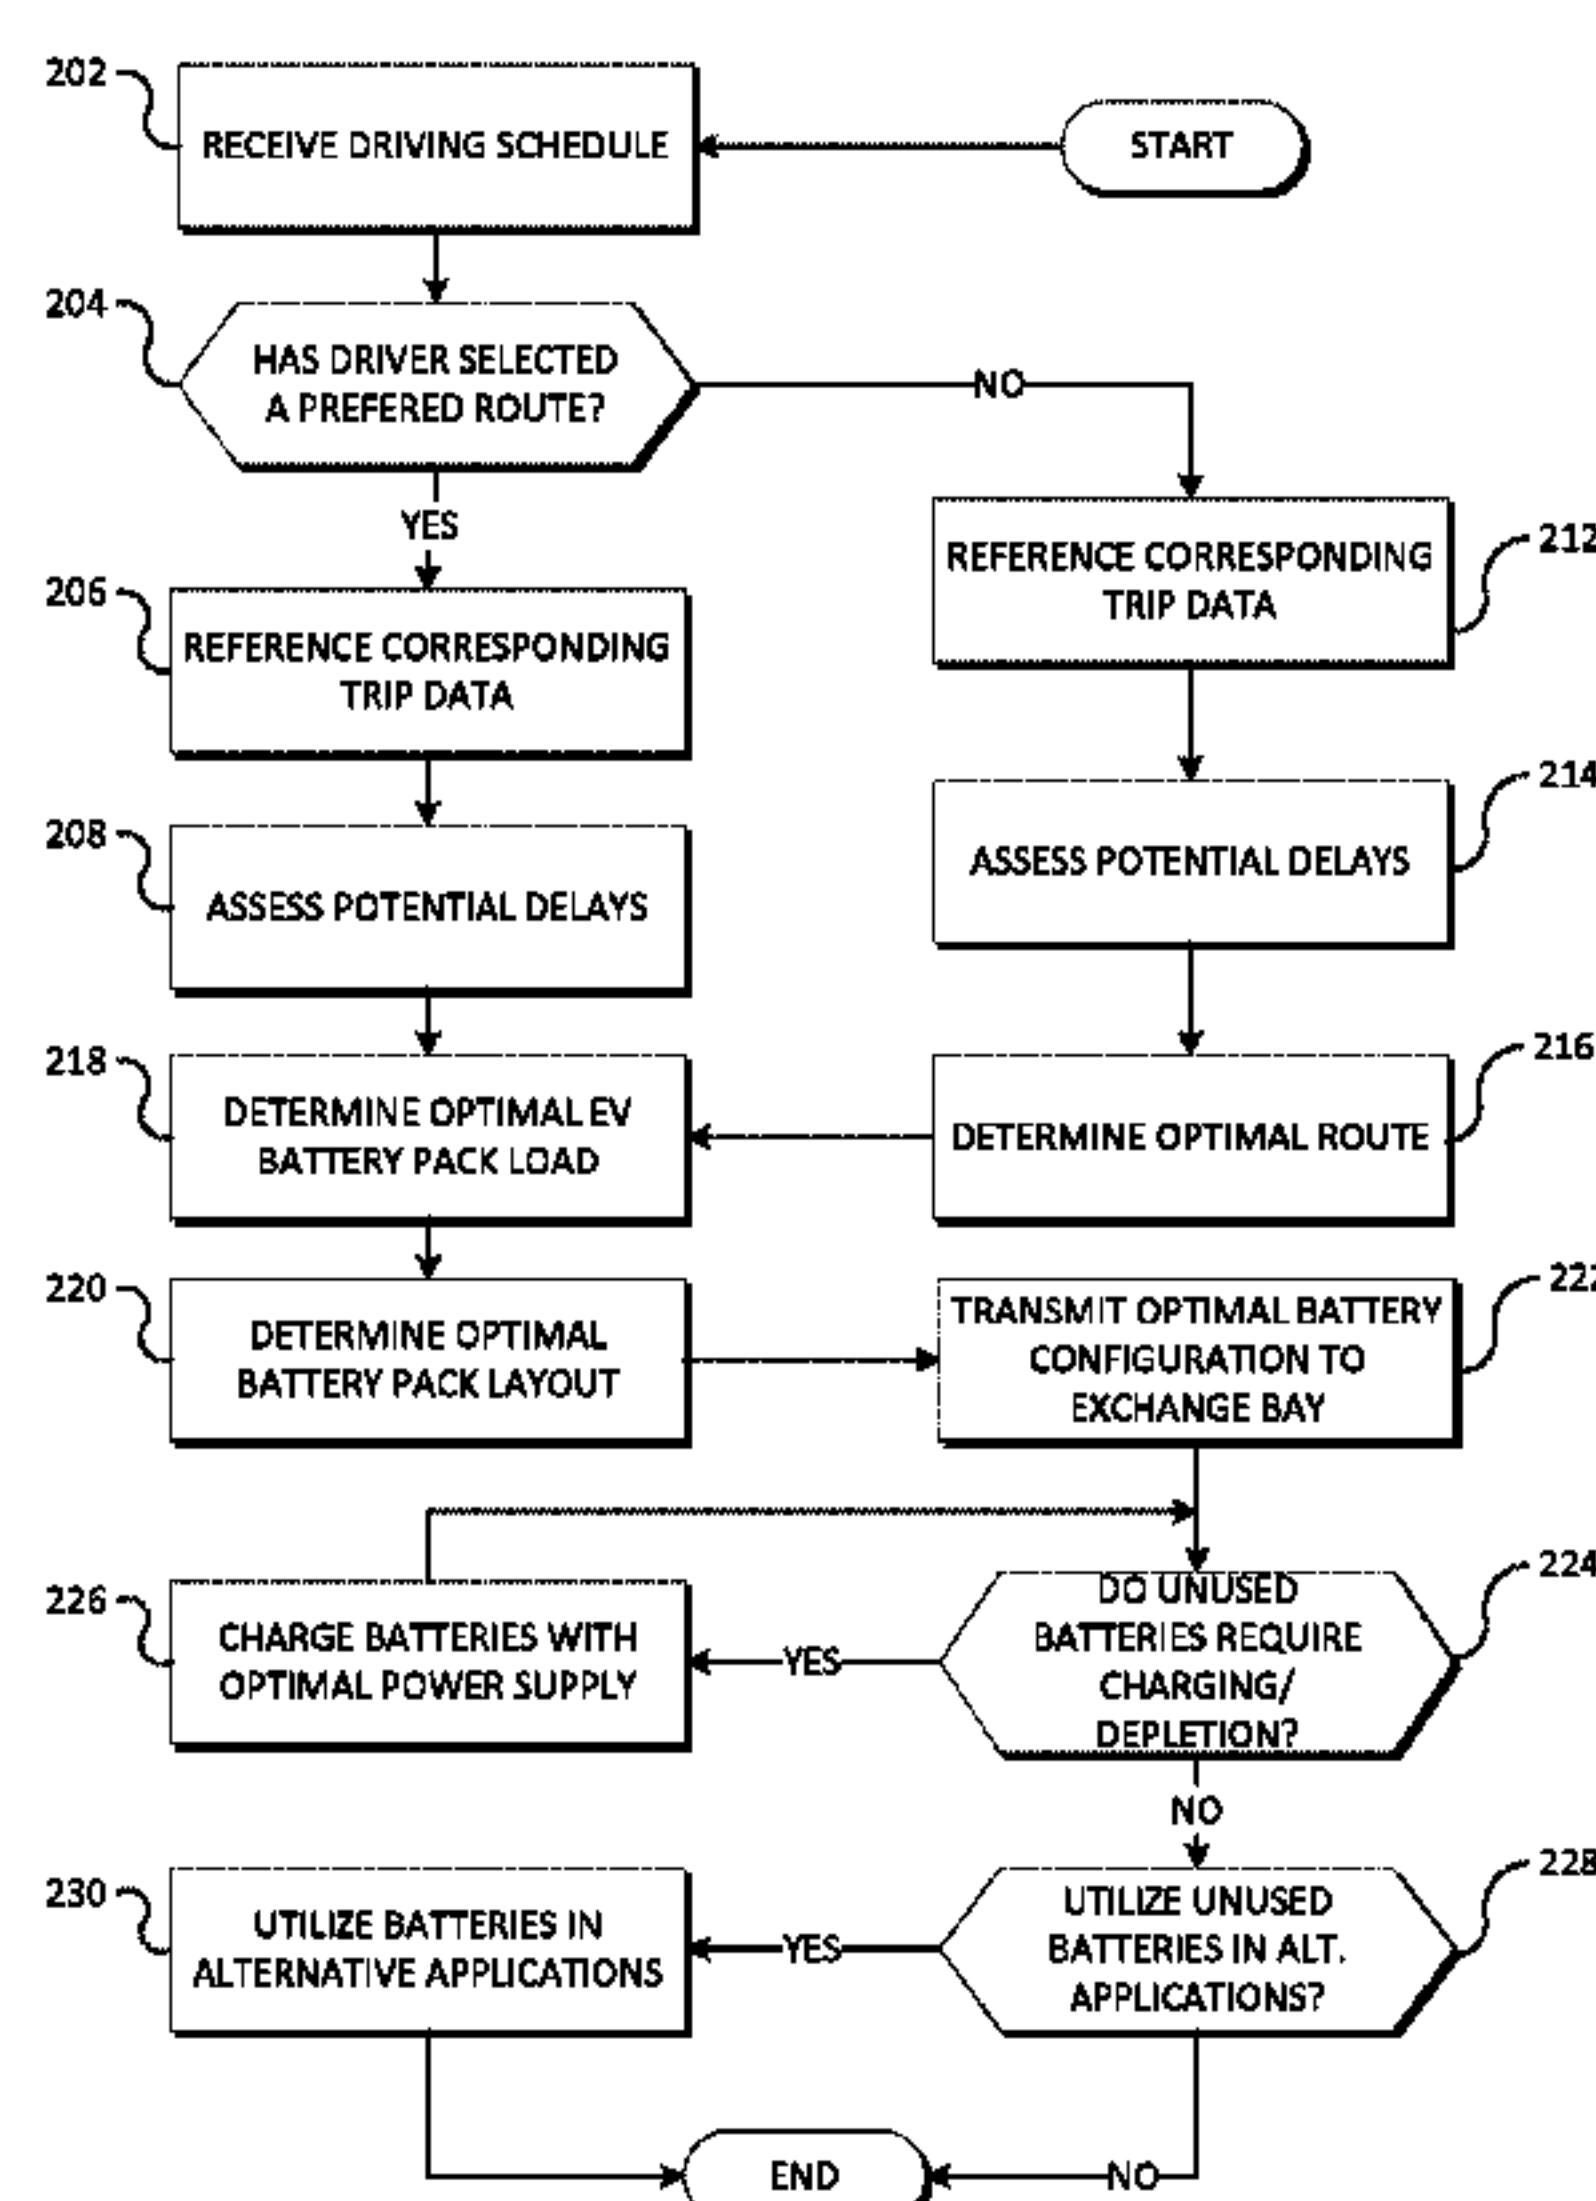 202
RECEIVE DRIVING SCHEDULE
START
204
HAS DRIVER SELECTED
A PREFERED ROUTE?
NO
YES
212
REFERENCE CORRESPONDING
TRIP DATA
206
REFERENCE CORRESPONDING
TRIP DATA
214
ASSESS POTENTIAL DELAYS
208
ASSESS POTENTIAL DELAYS
218
DETERMINE OPTIMAL EV
BATTERY PACK LOAD
216
DETERMINE OPTIMAL ROUTE
220
DETERMINE OPTIMAL
BATTERY PACK LAYOUT
222
TRANSMIT OPTIMAL BATTERY
CONFIGURATION TO
EXCHANGE BAY
224
DO UNUSED
BATTERIES REQUIRE
CHARGING/
DEPLETION?
YES
226
CHARGE BATTERIES WITH
OPTIMAL POWER SUPPLY
NO
228
UTILIZE UNUSED
BATTERIES IN ALT.
APPLICATIONS?
YES
230
UTILIZE BATTERIES IN
ALTERNATIVE APPLICATIONS
END
NO